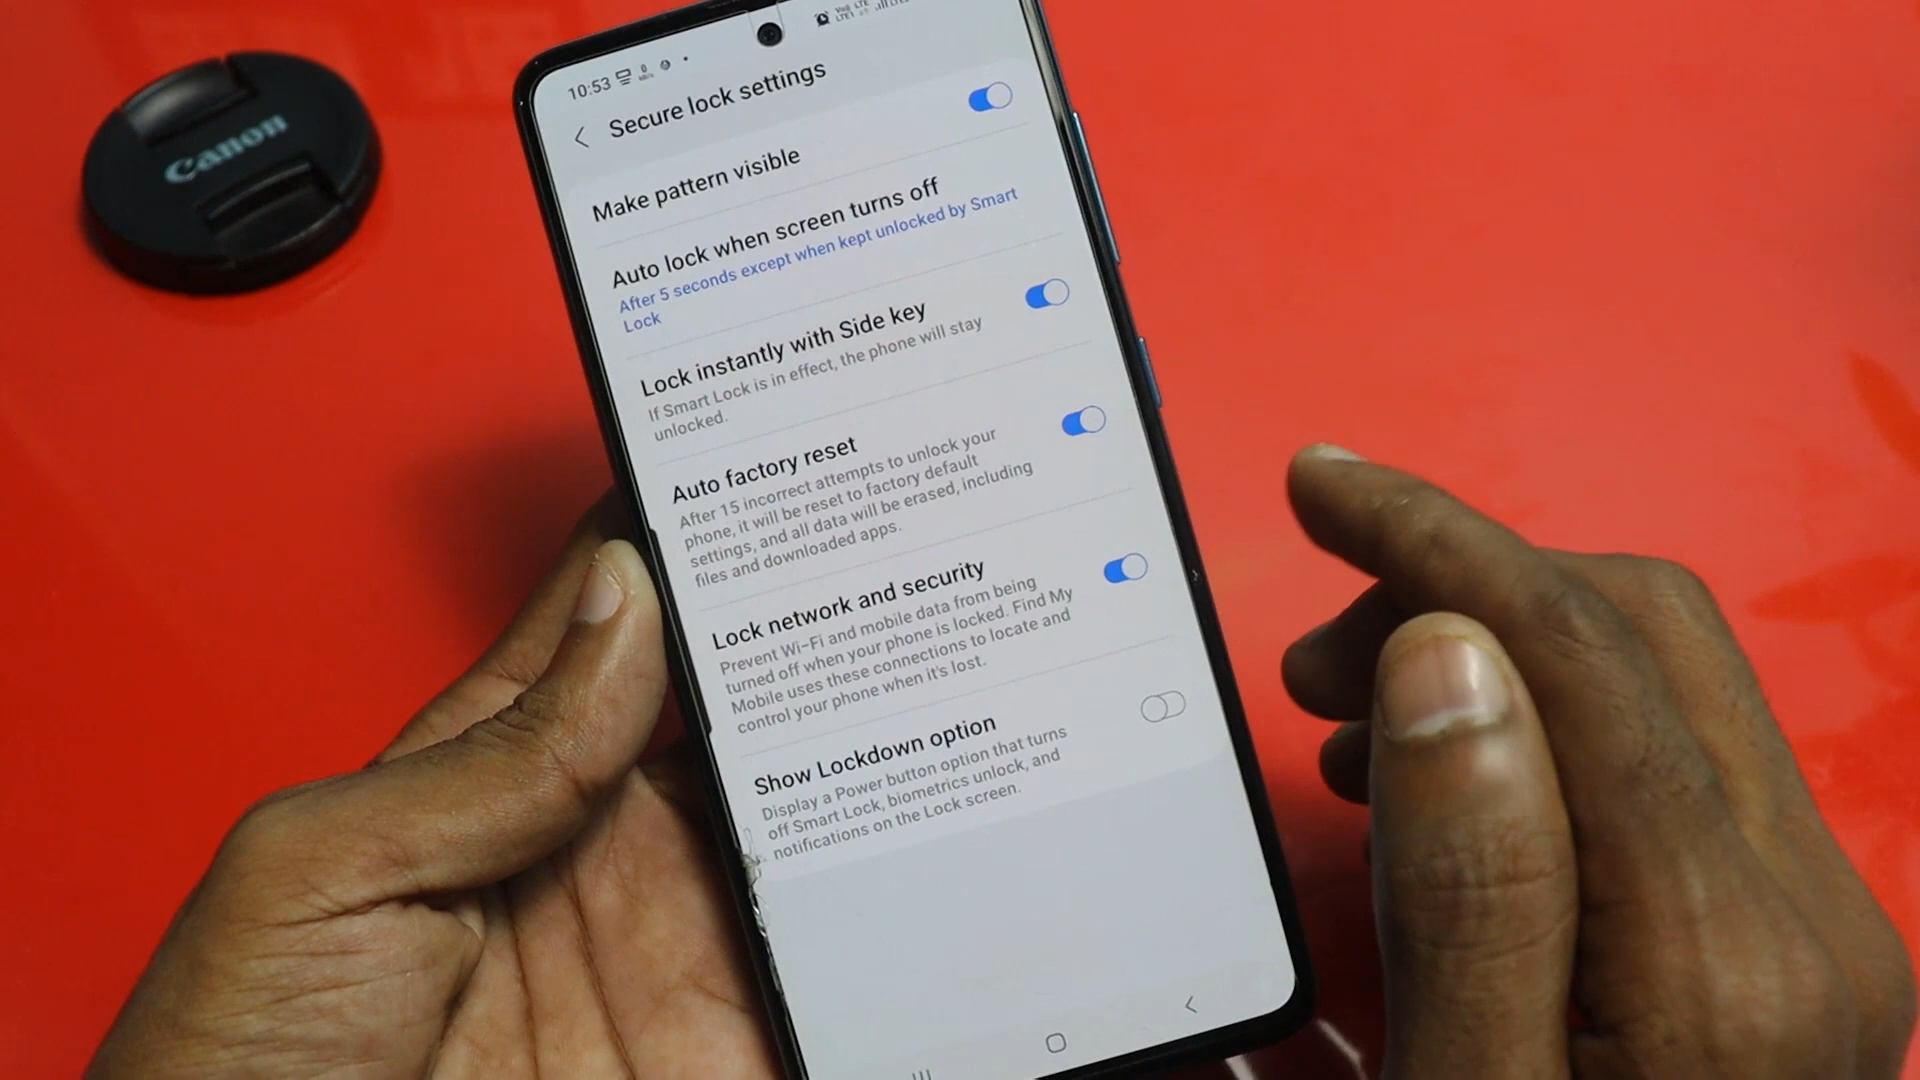 Canon
10:53
Secure lock settings
Make pattern visible
Auto lock when screen turns off
After 5 seconds except when kept unlocked by Smart
Lock
Lock instantly with Side key
If Smart Lock is in effect, the phone will stay
unlocked.
Auto factory reset
After 15 incorrect attempts to unlock your
phone, it will be reset to factory default
settings, and all data will be erased, including
files and downloaded apps.
Lock network and security
Prevent Wi-Fi and mobile data from being
turned off when your phone is locked. Find My
Mobile uses these connections to locate and
control your phone when it's lost.
Show Lockdown option
Display a Power button option that turns
off Smart Lock, biometrics unlock, and
notifications on the Lock screen.